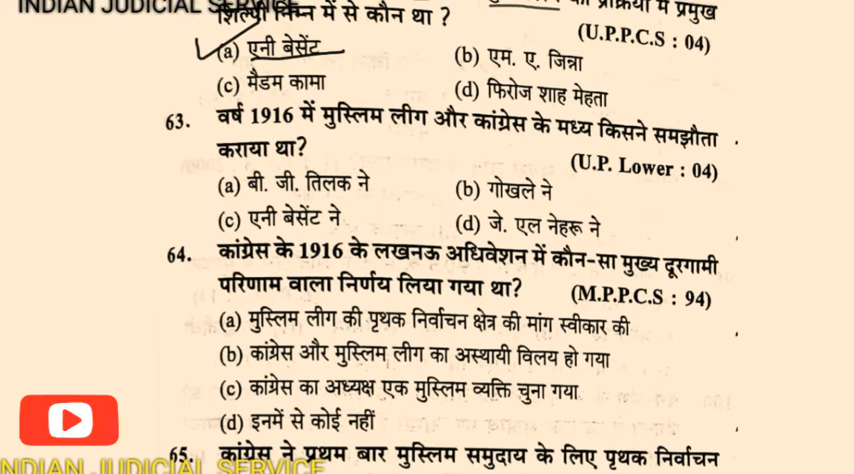 INDIAN JUDICIAL SERVICE की प्रक्रिया में प्रमुख
शिल्पी निम्न में से कौन था ? (U.P.P.C.S : 04)
(a) एनी बेसेंट (b) एम. ए. जिन्ना
(c) मैडम कामा (d) फिरोज शाह मेहता
63. वर्ष 1916 में मुस्लिम लीग और कांग्रेस के मध्य किसने समझौता
कराया था? (U.P. Lower : 04)
(a) बी. जी. तिलक ने (b) गोखले ने
(c) एनी बेसेंट ने (d) जे. एल नेहरू ने
64. कांग्रेस के 1916 के लखनऊ अधिवेशन में कौन-सा मुख्य दूरगामी
परिणाम वाला निर्णय लिया गया था? (M.P.P.C.S : 94)
(a) मुस्लिम लीग की पृथक निर्वाचन क्षेत्र की मांग स्वीकार की
(b) कांग्रेस और मुस्लिम लीग का अस्थायी विलय हो गया
(c) कांग्रेस का अध्यक्ष एक मुस्लिम व्यक्ति चुना गया
(d) इनमें से कोई नहीं
65. कांग्रेस ने प्रथम बार मुस्लिम समुदाय के लिए पृथक निर्वाचन
INDIAN JUDICIAL SERVICE